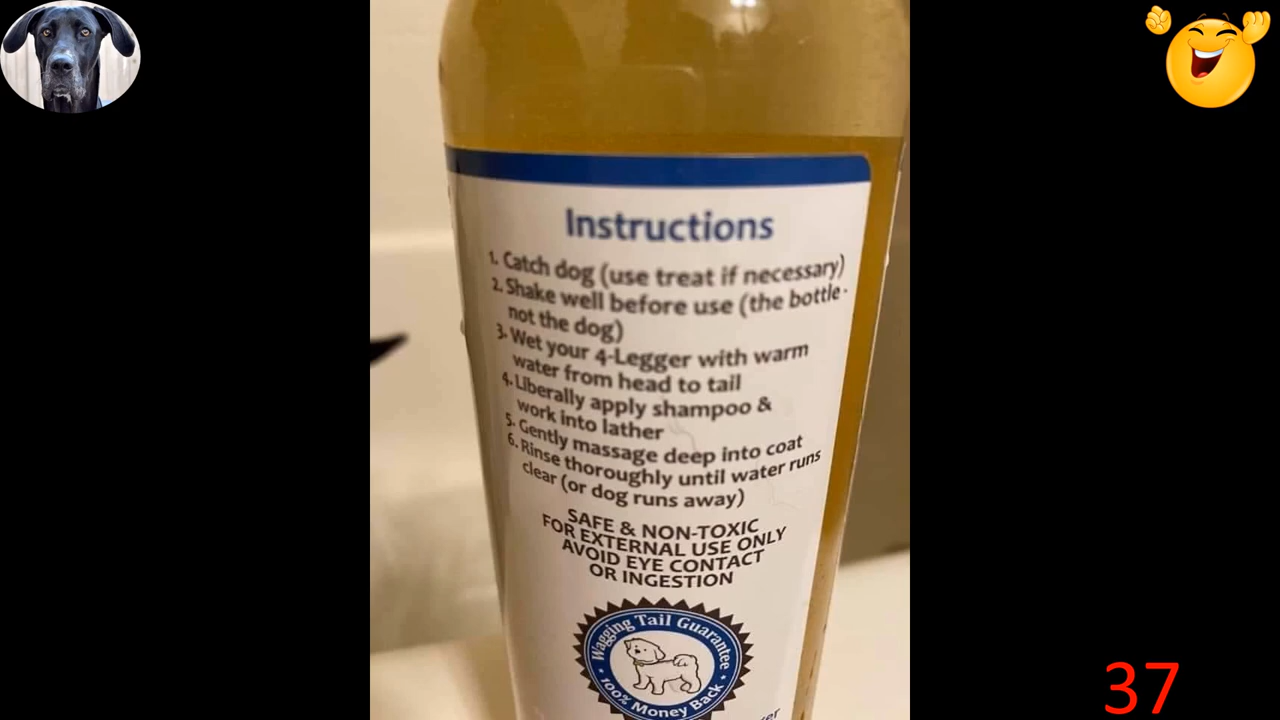 Instructions
1. Catch dog (use treat if necessary)
2. Shake well before use (the bottle -
not the dog)
3. Wet your 4-Legger with warm
water from head to tail
4. Liberally apply shampoo &
work into lather
5. Gently massage deep into coat
6. Rinse thoroughly until water runs
clear (or dog runs away)
SAFE & NON-TOXIC
FOR EXTERNAL USE ONLY
AVOID EYE CONTACT
OR INGESTION
Wagging Tail Guarantee
100% Money Back
37